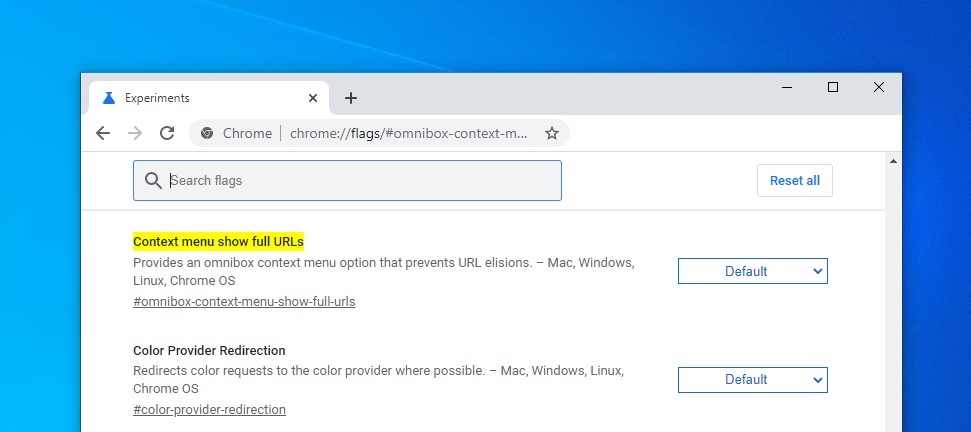 Experiments
Chrome chrome://flags/#omnibox-context-m...
Search flags
Reset all
Context menu show full URLs
Provides an omnibox context menu option that prevents URL elisions. – Mac, Windows,
Linux, Chrome OS
#omnibox-context-menu-show-full-urls
Default
Color Provider Redirection
Redirects color requests to the color provider where possible. – Mac, Windows, Linux,
Chrome OS
#color-provider-redirection
Default